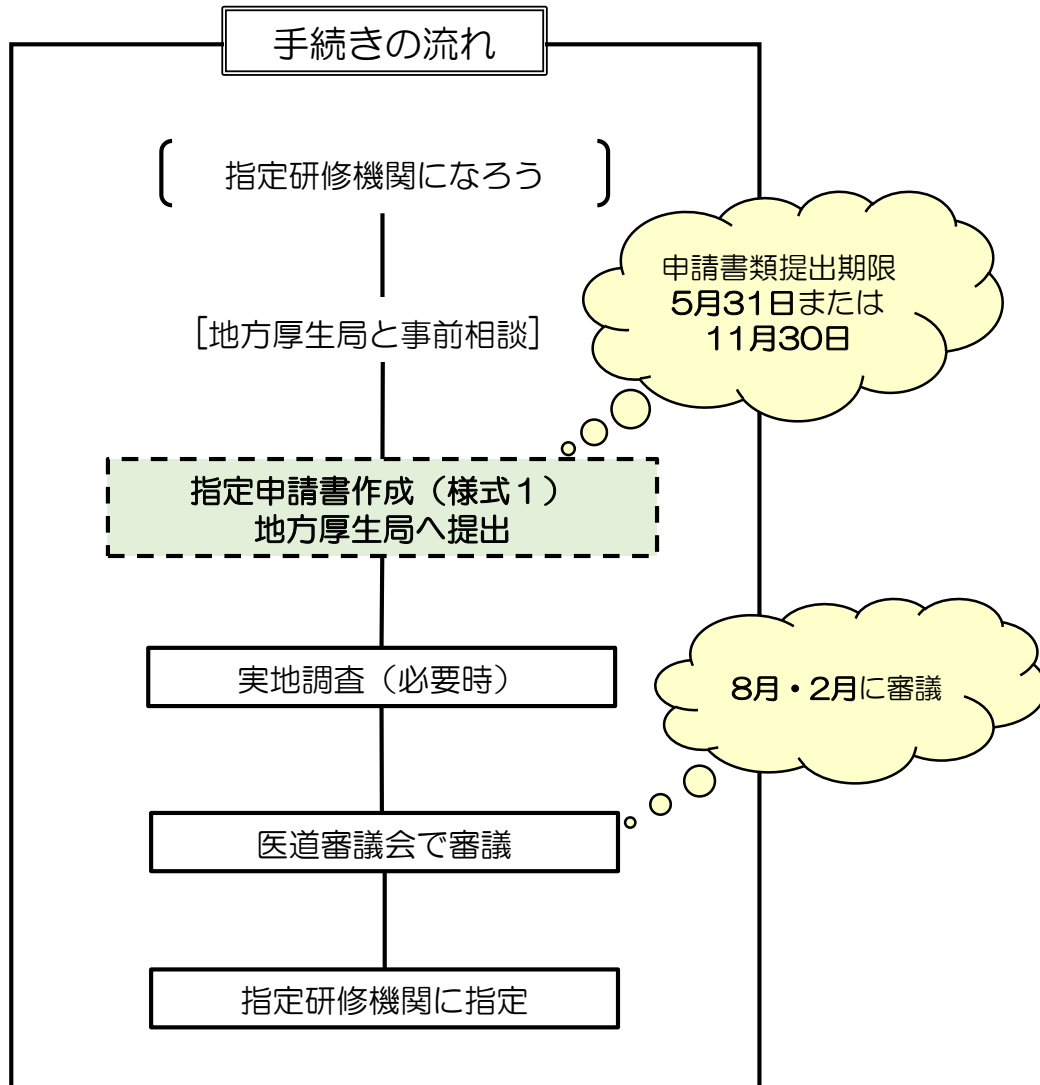 手続きの流れ
指定研修機関になろう
申請書類提出期限
5月31日または
11月30日
[地方厚生局と事前相談]
指定申請書作成（様式１）
地方厚生局へ提出
実地調査（必要時）
8月・2月に審議
医道審議会で審議
指定研修機関に指定